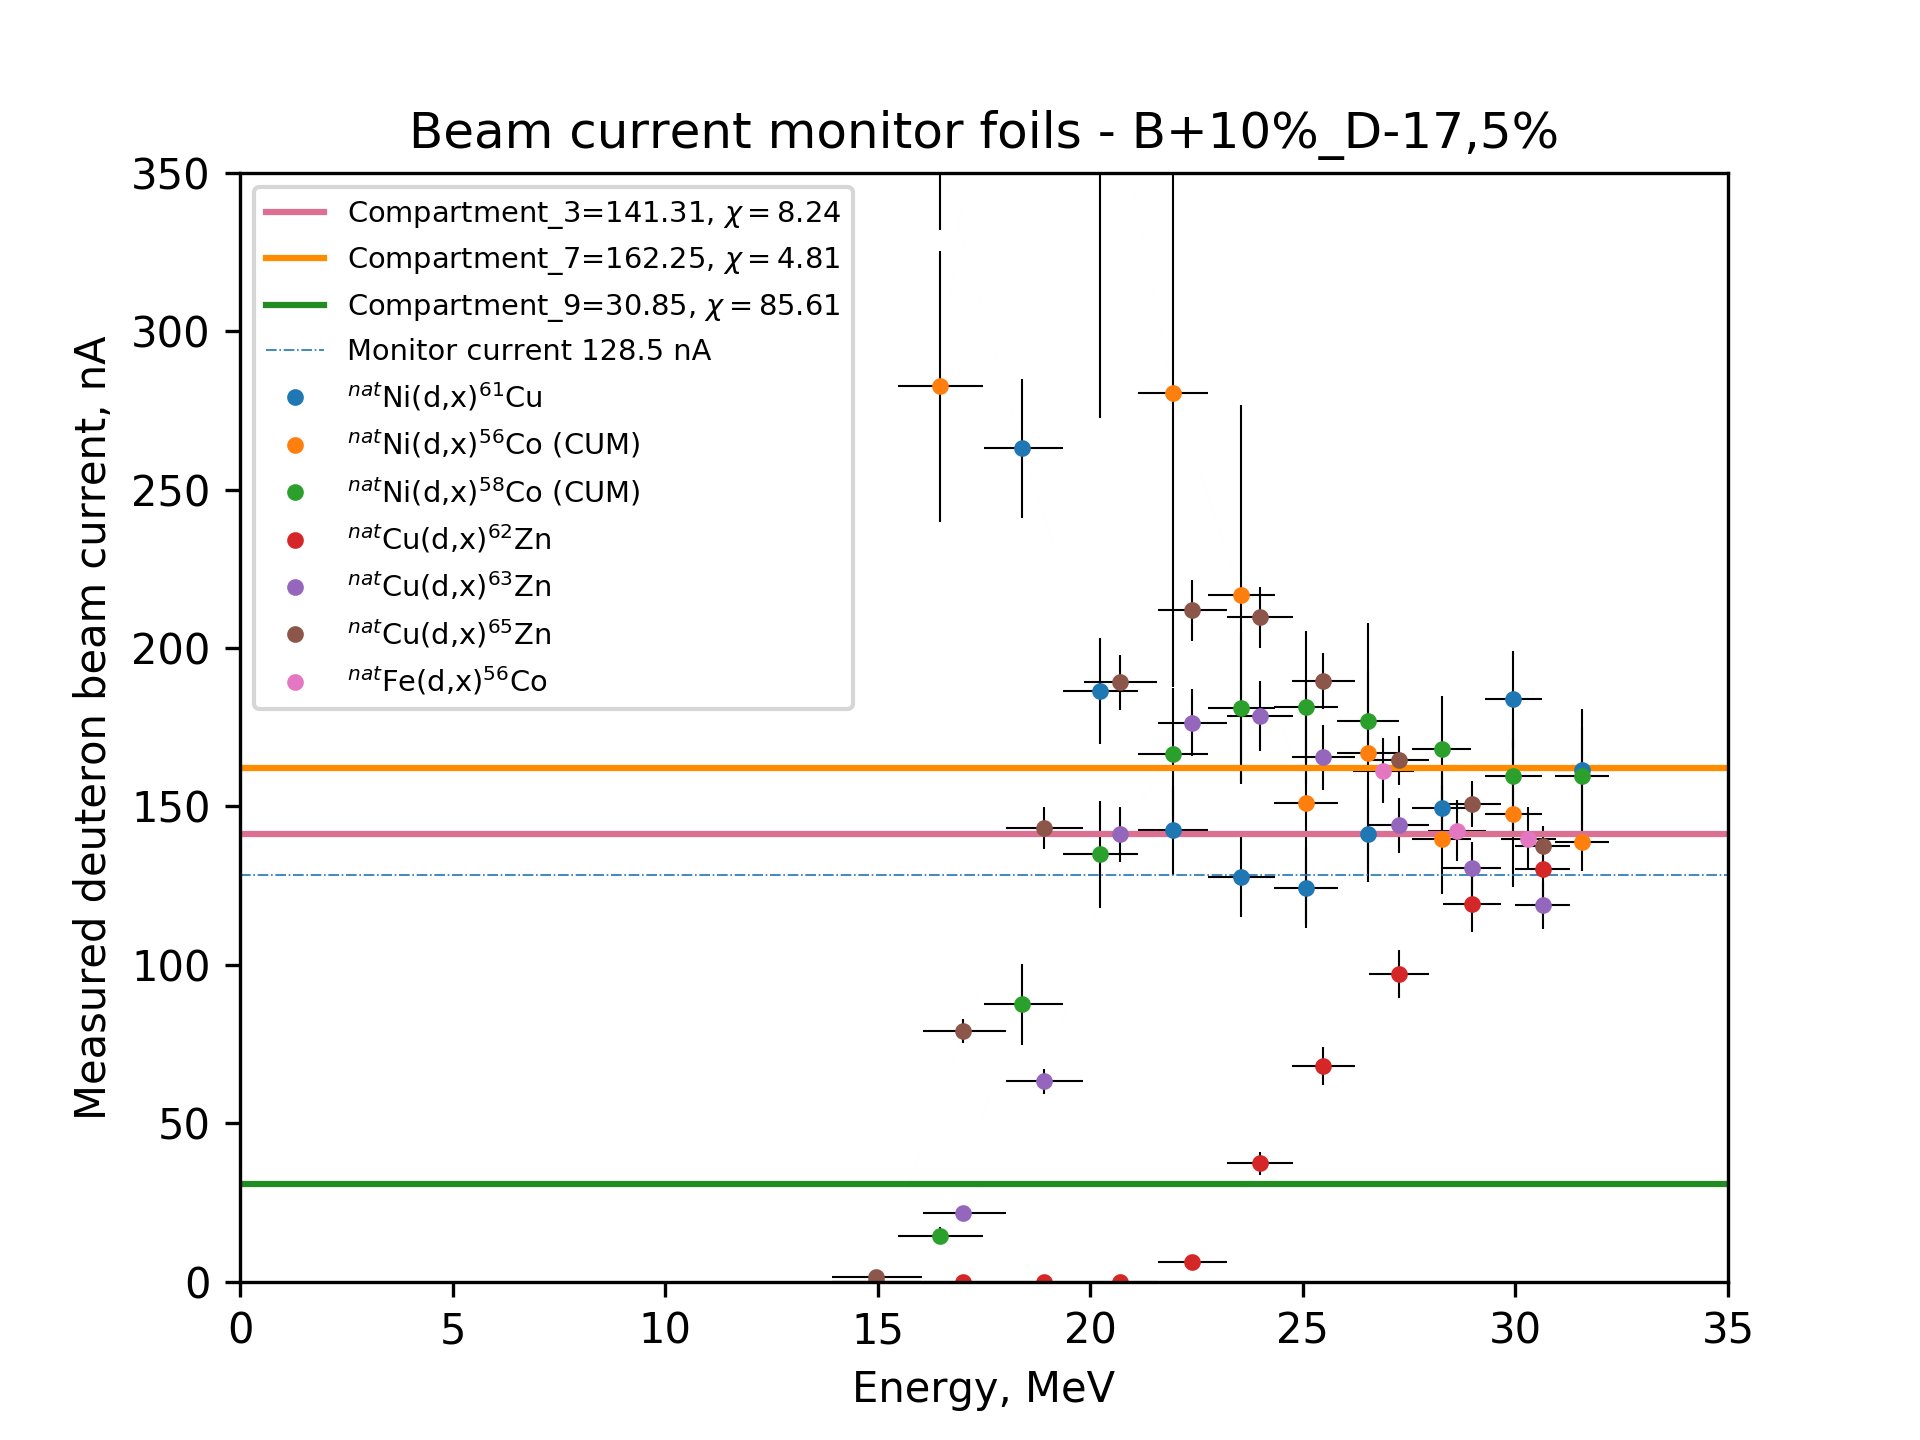 Beam current monitor foils - B+10%_D-17,5%
Measured deuteron beam current, nA
350
300
250
200
150
100
50
0
Compartment_3=141.31, χ = 8.24
Compartment_7=162.25, χ = 4.81
Compartment_9=30.85, χ = 85.61
Monitor current 128.5 nA
natNi(d,x)61Cu
natNi(d,x)56Co (CUM)
natNi(d,x)58Co (CUM)
natCu(d,x)62Zn
natCu(d,x)63Zn
natCu(d,x)65Zn
natFe(d,x)56Co
0 5 10 15 20 25 30 35
Energy, MeV